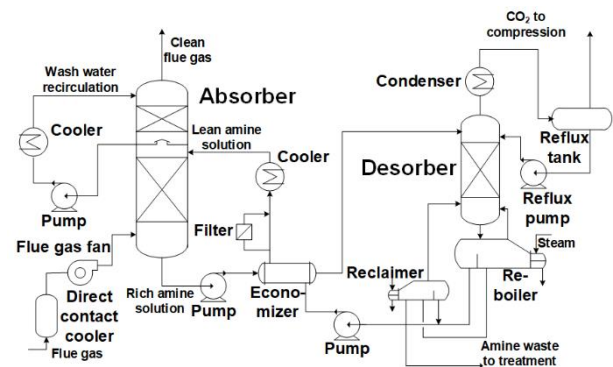 CO₂ to
compression
Clean
flue gas
Wash water
recirculation
Absorber
Condenser
Cooler
Lean amine
solution
Cooler
Desorber
Reflux
tank
Pump
Reflux
pump
Filter
Flue gas fan
Steam
Direct
contact
cooler
Rich amine
solution
Pump
Econo-
mizer
Reclaimer
Re-
boiler
Pump
Flue gas
Amine waste
to treatment